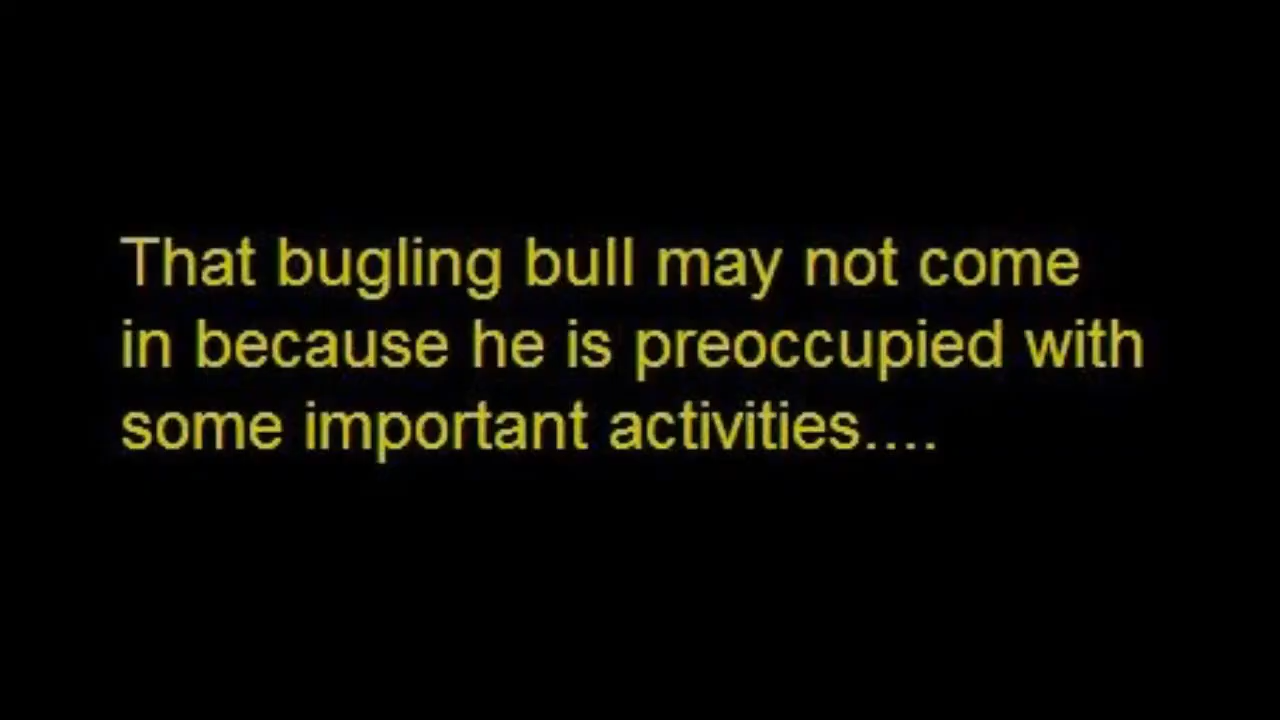 That bugling bull may not come
in because he is preoccupied with
some important activities....